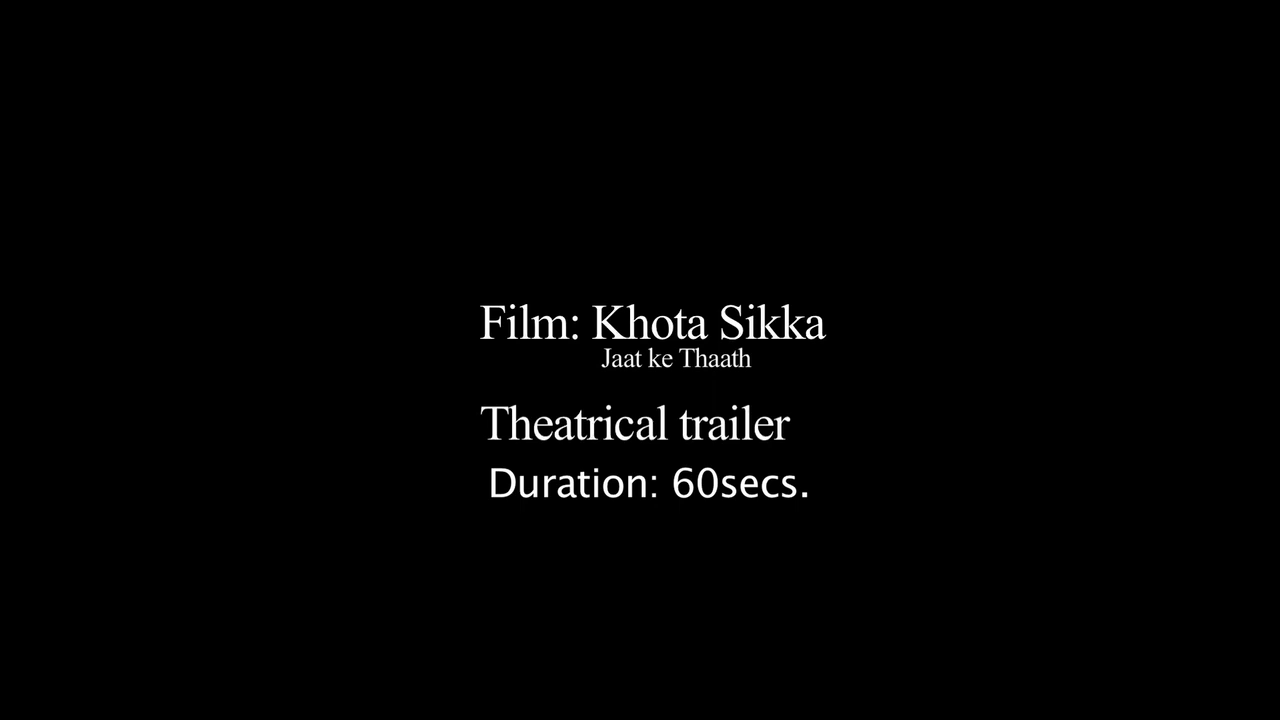 Film: Khota Sikka
Jaat ke Thaath
Theatrical trailer
Duration: 60secs.